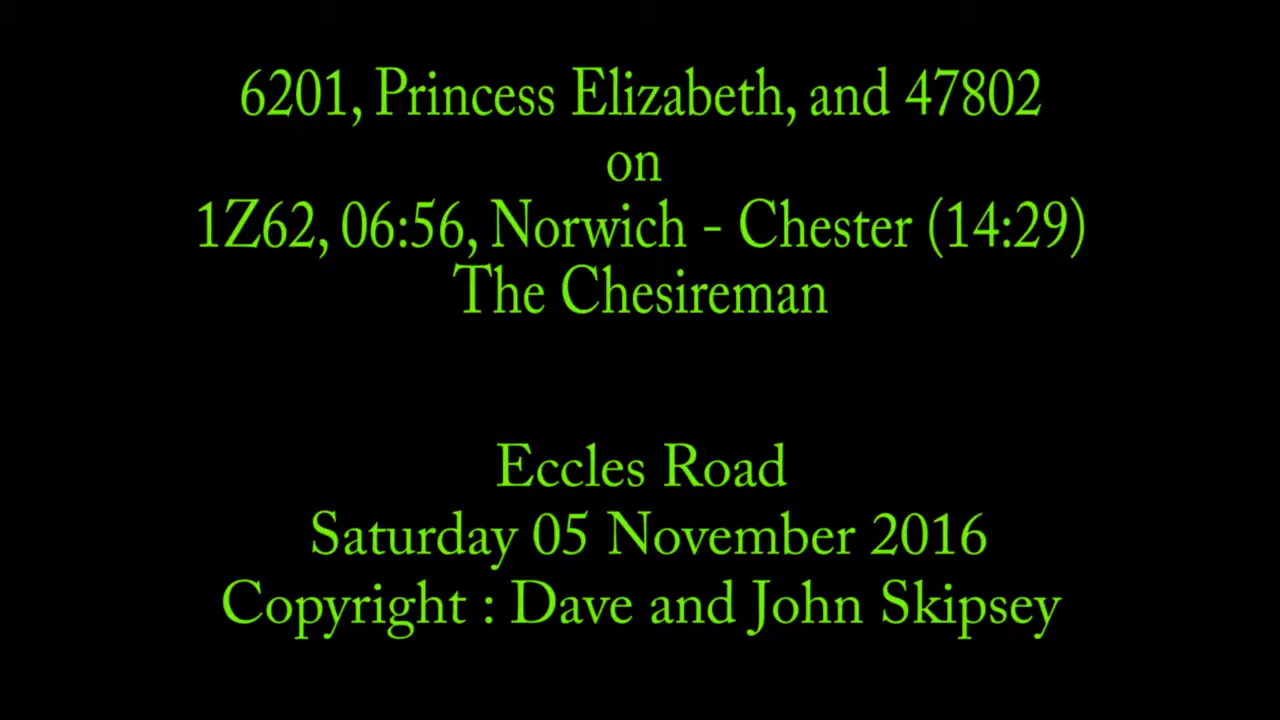 6201, Princess Elizabeth, and 47802
on
1Z62, 06:56, Norwich - Chester (14:29)
The Chesireman
Eccles Road
Saturday 05 November 2016
Copyright : Dave and John Skipsey